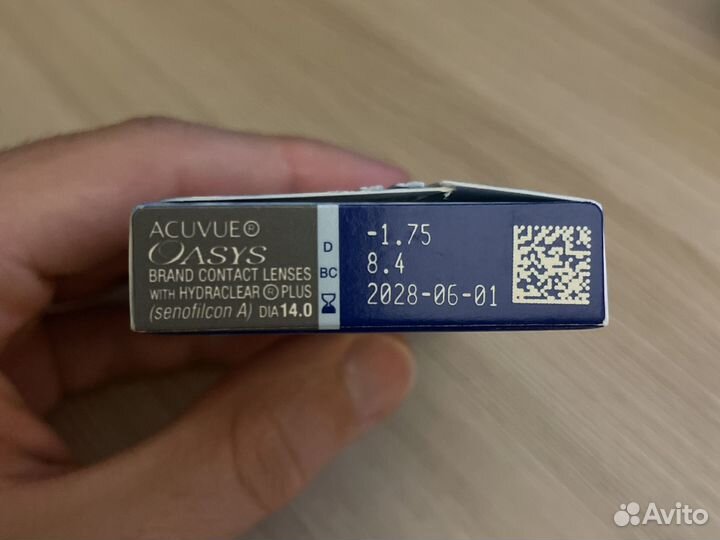 ACUVUE®
OASYS
BRAND CONTACT LENSES
WITH HYDRACLEAR® PLUS
(senofilcon A) DIA 14.0
D -1.75
BC 8.4
2028-06-01
Avito